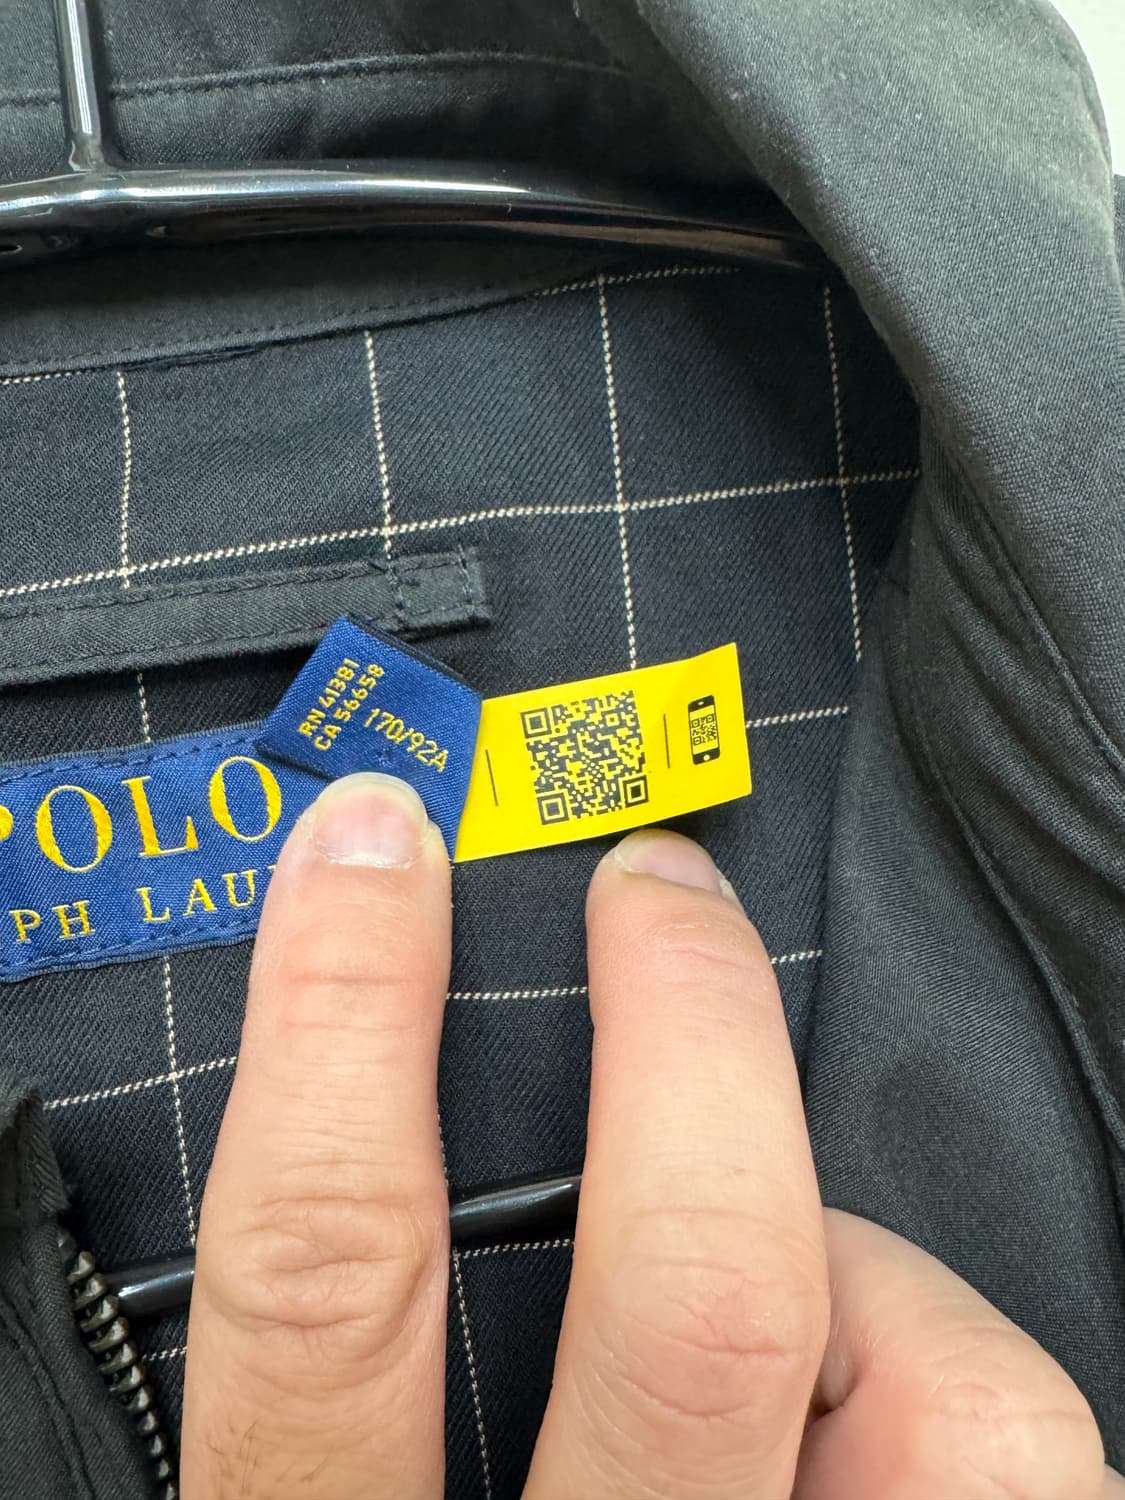 RN 41381
CA 56658
170/92A
POLO
PH LAU